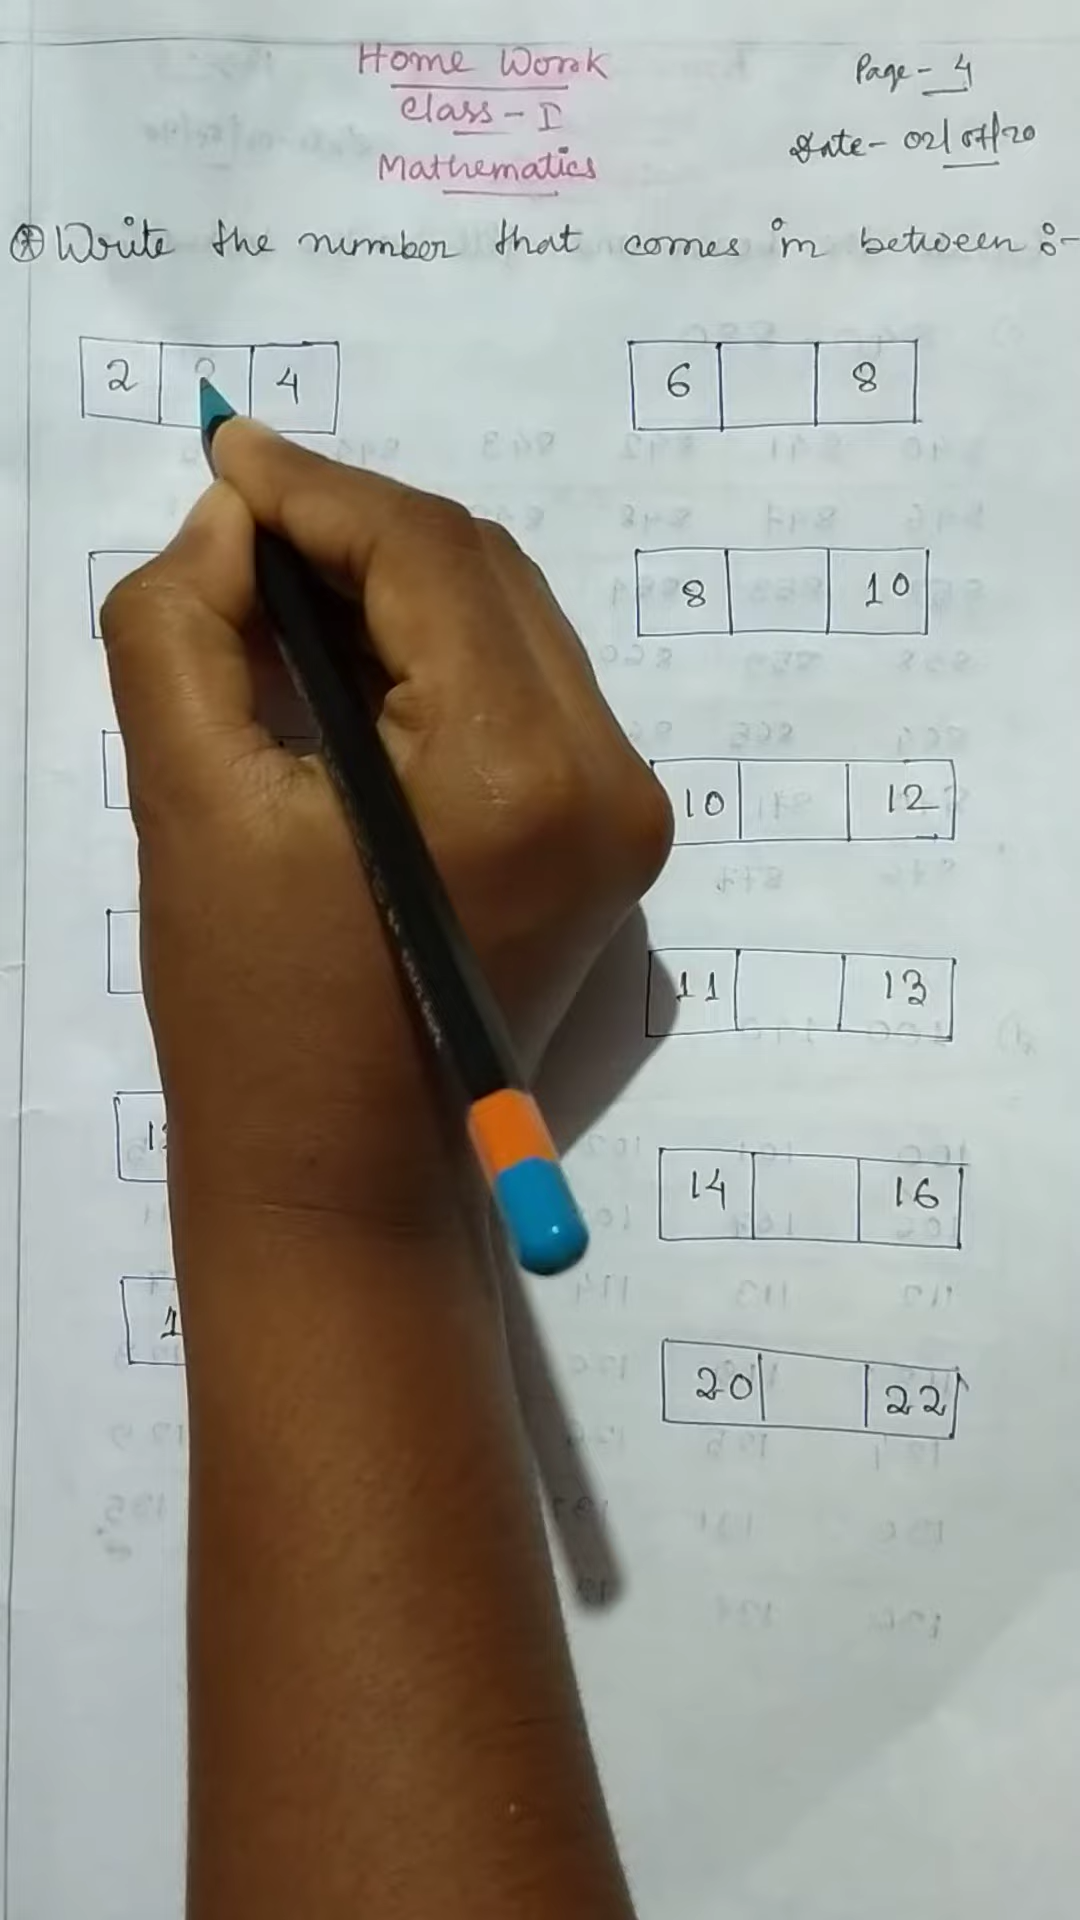 Home Work
Class - I
Mathematics
Page - 4
Date - 02/07/20
Write the number that comes in between :-
2 4
6 8
8 10
10 12
11 13
14 16
20 22